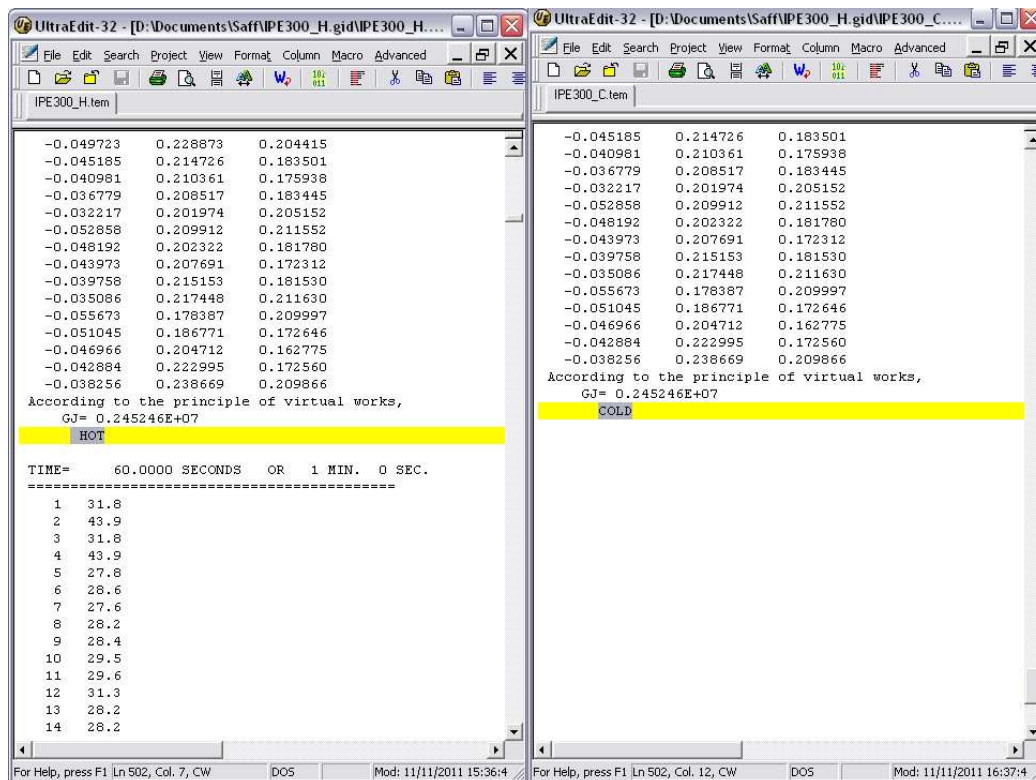 UltraEdit-32 - [D:\Documents\Saff\IPE300_H.gid\IPE300_H....
File Edit Search Project View Format Column Macro Advanced
IPE300_H.tem
-0.049723 0.228873 0.204415
-0.045185 0.214726 0.183501
-0.040981 0.210361 0.175938
-0.036779 0.208517 0.183445
-0.032217 0.201974 0.205152
-0.052858 0.209912 0.211552
-0.048192 0.202322 0.181780
-0.043973 0.207691 0.172312
-0.039758 0.215153 0.181530
-0.035086 0.217448 0.211630
-0.055673 0.178387 0.209997
-0.051045 0.186771 0.172646
-0.046966 0.204712 0.162775
-0.042884 0.222995 0.172560
-0.038256 0.238669 0.209866
According to the principle of virtual works,
GJ= 0.245246E+07
HOT
TIME= 60.0000 SECONDS OR 1 MIN. 0 SEC.
============================================
1 31.8
2 43.9
3 31.8
4 43.9
5 27.8
6 28.6
7 27.6
8 28.2
9 28.4
10 29.5
11 29.6
12 31.3
13 28.2
14 28.2
For Help, press F1 Ln 502, Col. 7, CW DOS Mod: 11/11/2011 15:36:4
UltraEdit-32 - [D:\Documents\Saff\IPE300_H.gid\IPE300_C....
File Edit Search Project View Format Column Macro Advanced
IPE300_C.tem
-0.045185 0.214726 0.183501
-0.040981 0.210361 0.175938
-0.036779 0.208517 0.183445
-0.032217 0.201974 0.205152
-0.052858 0.209912 0.211552
-0.048192 0.202322 0.181780
-0.043973 0.207691 0.172312
-0.039758 0.215153 0.181530
-0.035086 0.217448 0.211630
-0.055673 0.178387 0.209997
-0.051045 0.186771 0.172646
-0.046966 0.204712 0.162775
-0.042884 0.222995 0.172560
-0.038256 0.238669 0.209866
According to the principle of virtual works,
GJ= 0.245246E+07
COLD
For Help, press F1 Ln 502, Col. 12, CW DOS Mod: 11/11/2011 16:37:4